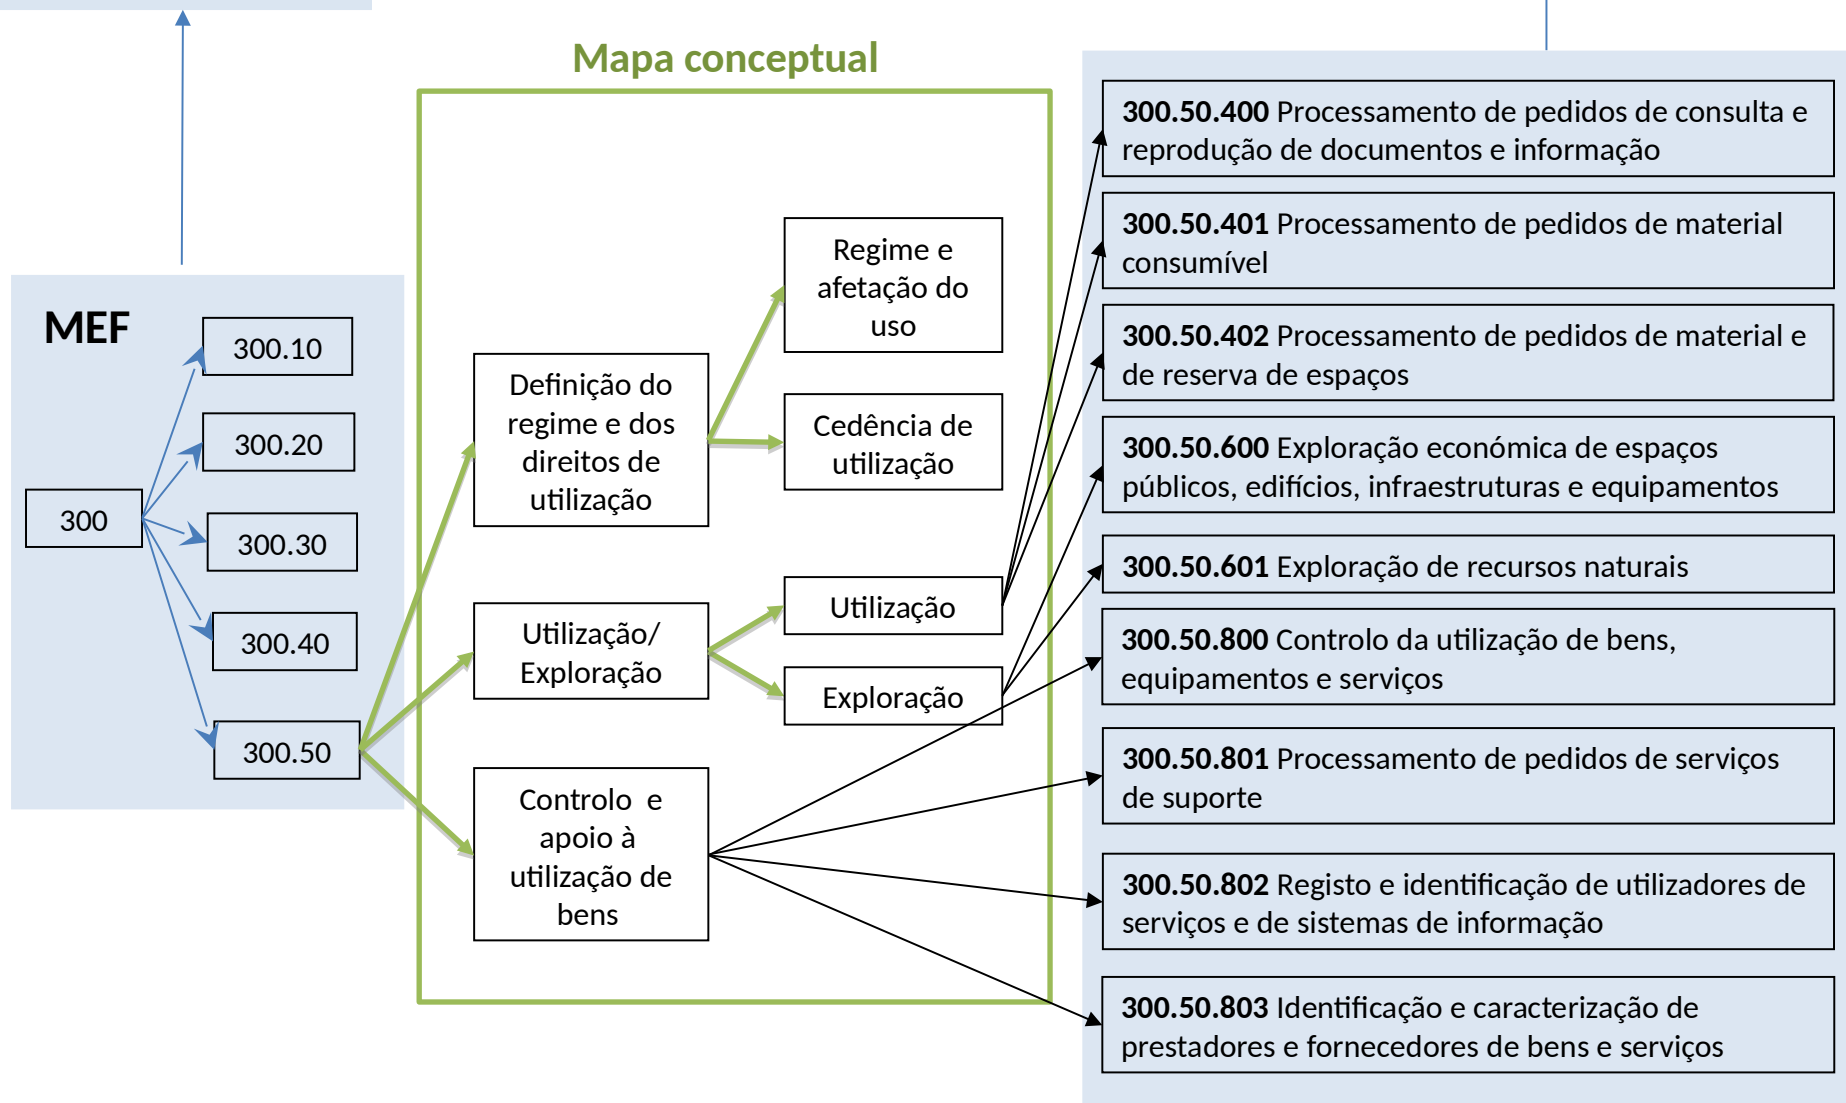 Mapa conceptual
MEF
300
300.10
300.20
300.30
300.40
300.50
Definição do
regime e dos
direitos de
utilização
Utilização/
Exploração
Controlo  e
apoio à
utilização de
bens
Regime e
afetação do
uso
Cedência de
utilização
Utilização
Exploração
300.50.400 Processamento de pedidos de consulta e
reprodução de documentos e informação
300.50.401 Processamento de pedidos de material
consumível
300.50.402 Processamento de pedidos de material e
de reserva de espaços
300.50.600 Exploração económica de espaços
públicos, edifícios, infraestruturas e equipamentos
300.50.601 Exploração de recursos naturais
300.50.800 Controlo da utilização de bens,
equipamentos e serviços
300.50.801 Processamento de pedidos de serviços
de suporte
300.50.802 Registo e identificação de utilizadores de
serviços e de sistemas de informação
300.50.803 Identificação e caracterização de
prestadores e fornecedores de bens e serviços